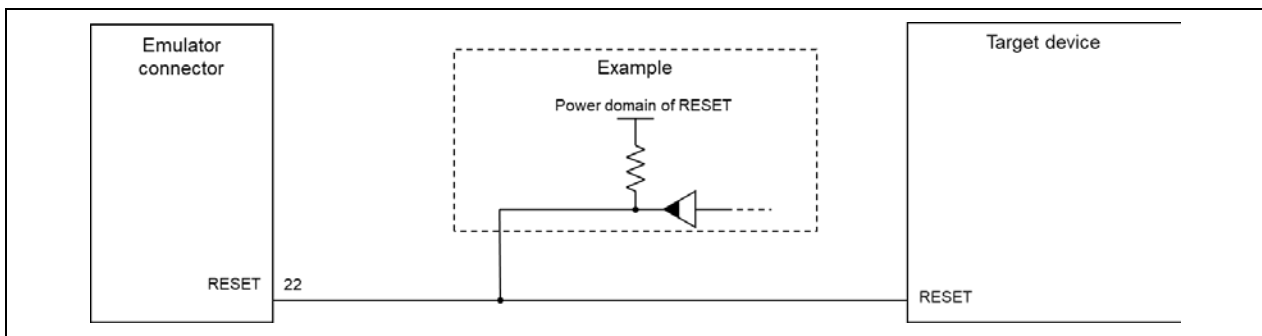 Emulator
connector
Example
Power domain of RESET
Target device
RESET 22
RESET